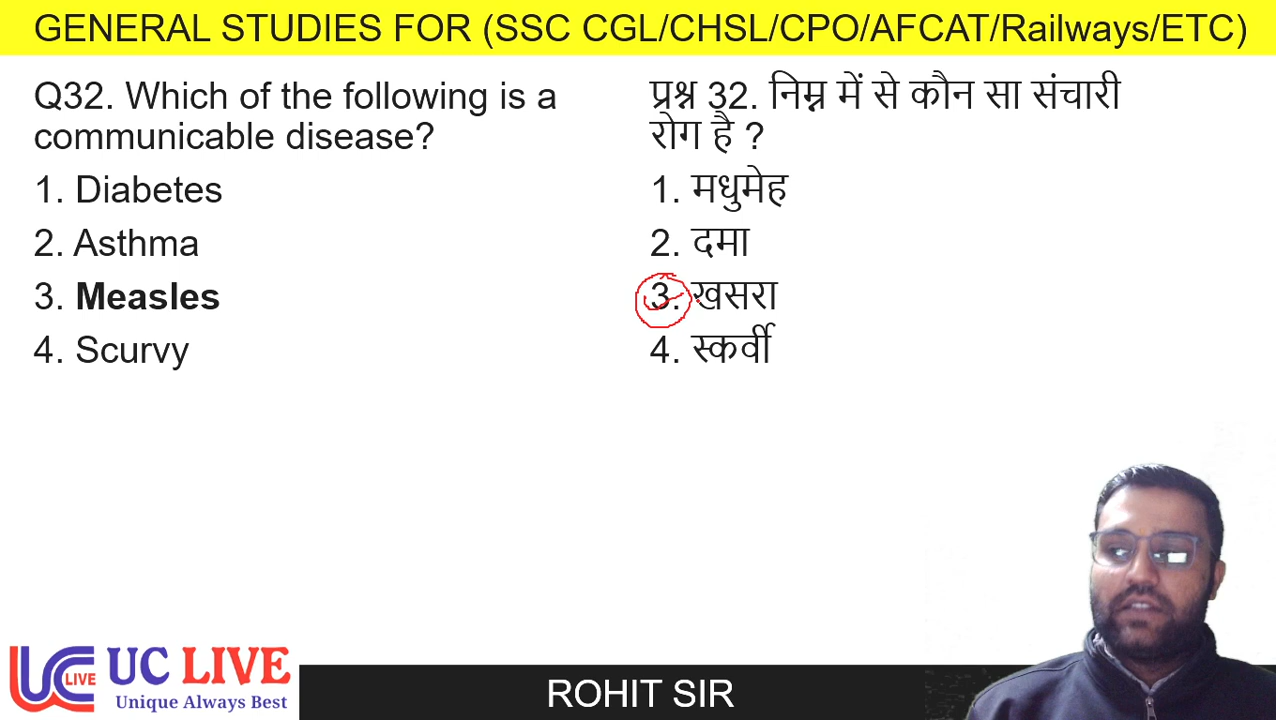 GENERAL STUDIES FOR (SSC CGL/CHSL/CPO/AFCAT/Railways/ETC)
Q32. Which of the following is a
communicable disease?
1. Diabetes
2. Asthma
3. Measles
4. Scurvy
प्रश्न 32. निम्न में से कौन सा संचारी
रोग है ?
1. मधुमेह
2. दमा
3. खसरा
4. स्कर्वी
UC LIVE
LIVE
Unique Always Best
ROHIT SIR